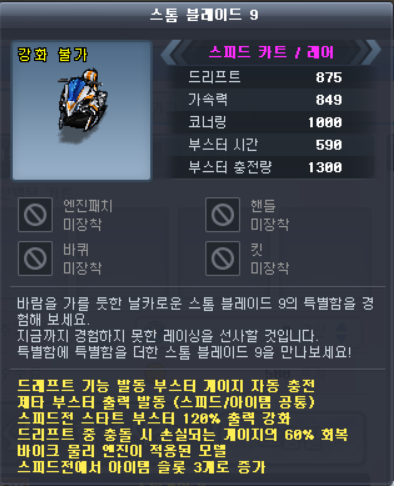 스톰 블레이드 9
강화 불가
스피드 카트 / 레어
드리프트 875
가속력 849
코너링 1000
부스터 시간 590
부스터 충전량 1300
엔진패치
미장착
핸들
미장착
바퀴
미장착
킷
미장착
바람을 가를 듯한 날카로운 스톰 블레이드 9의 특별함을 경
험해 보세요.
지금까지 경험하지 못한 레이싱을 선사할 것입니다.
특별함에 특별함을 더한 스톰 블레이드 9을 만나보세요!
드래프트 기능 발동 부스터 게이지 자동 충전
제타 부스터 출력 발동 (스피드/아이템 공통)
스피드전 스타트 부스터 120% 출력 강화
드리프트 중 충돌 시 손실되는 게이지의 60% 회복
바이크 물리 엔진이 적용된 모델
스피드전에서 아이템 슬롯 3개로 증가